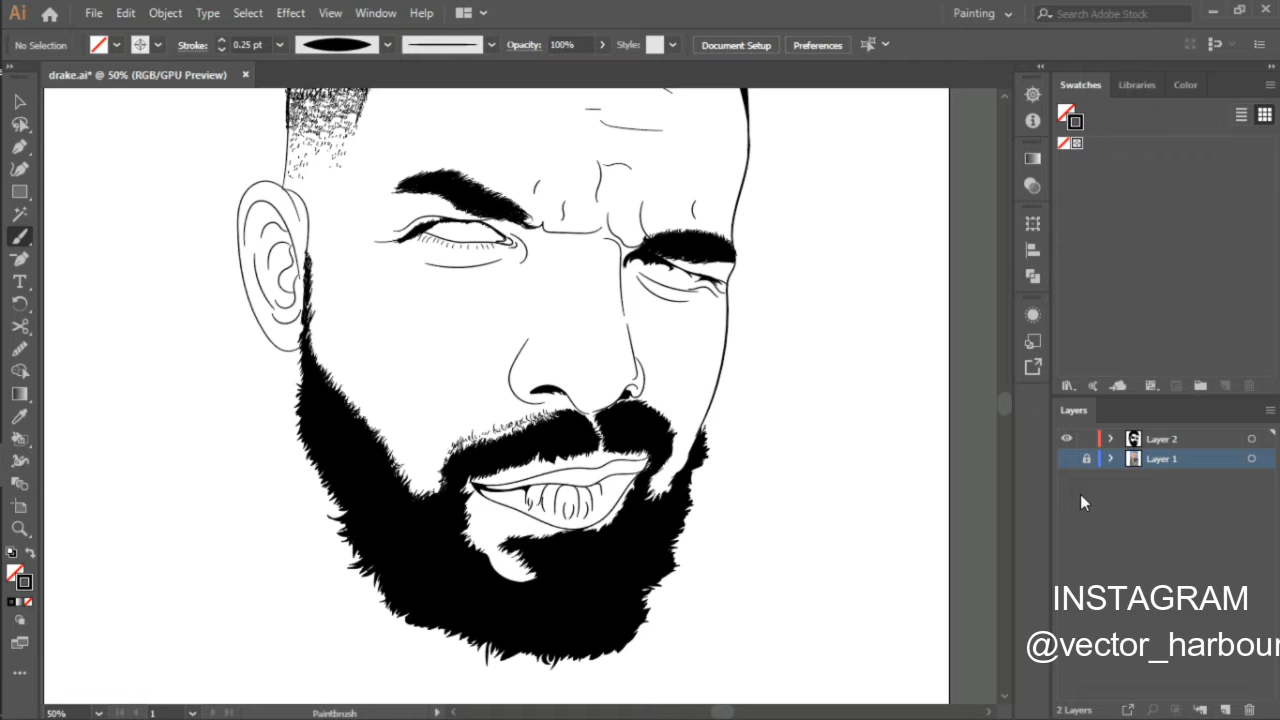 Ai File Edit Object Type Select Effect View Window Help Painting Search Adobe Stock
No Selection Stroke: 0.25 pt Opacity: 100% Style: Document Setup Preferences
drake.ai* @ 50% (RGB/GPU Preview)
Swatches Libraries Color
Layers
Layer 2
Layer 1
INSTAGRAM
@vector_harbour
50% 1 Paintbrush 2 Layers